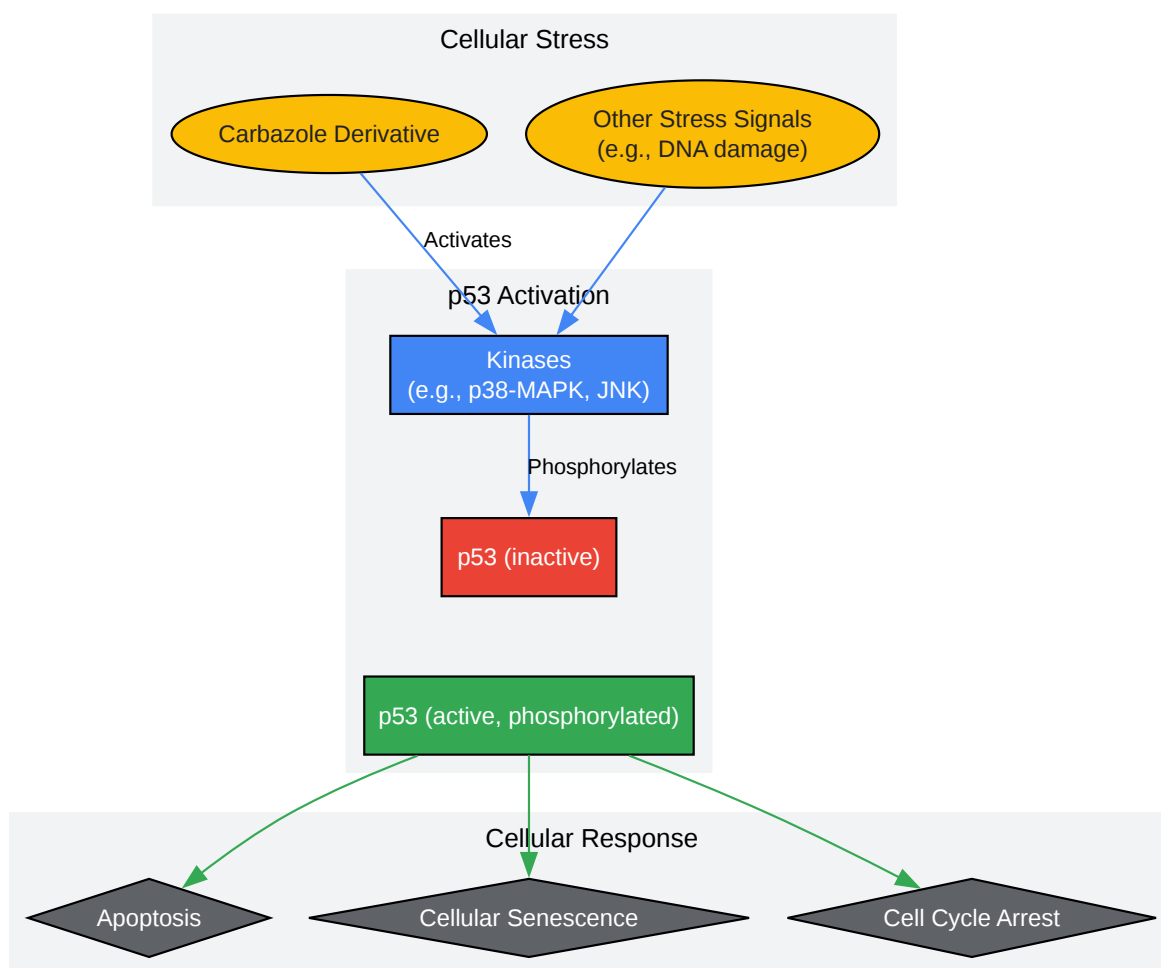 Cellular Stress
Carbazole Derivative
Other Stress Signals
(e.g., DNA damage)
Activates
p53 Activation
Kinases
(e.g., p38-MAPK, JNK)
Phosphorylates
p53 (inactive)
p53 (active, phosphorylated)
Cellular Response
Apoptosis
Cellular Senescence
Cell Cycle Arrest